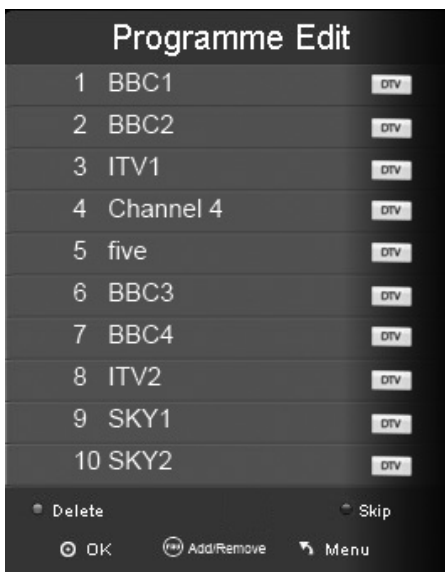 Programme Edit
1 BBC1 DTV
2 BBC2 DTV
3 ITV1 DTV
4 Channel 4 DTV
5 five DTV
6 BBC3 DTV
7 BBC4 DTV
8 ITV2 DTV
9 SKY1 DTV
10 SKY2 DTV
Delete Skip
OK FAV Add/Remove Menu